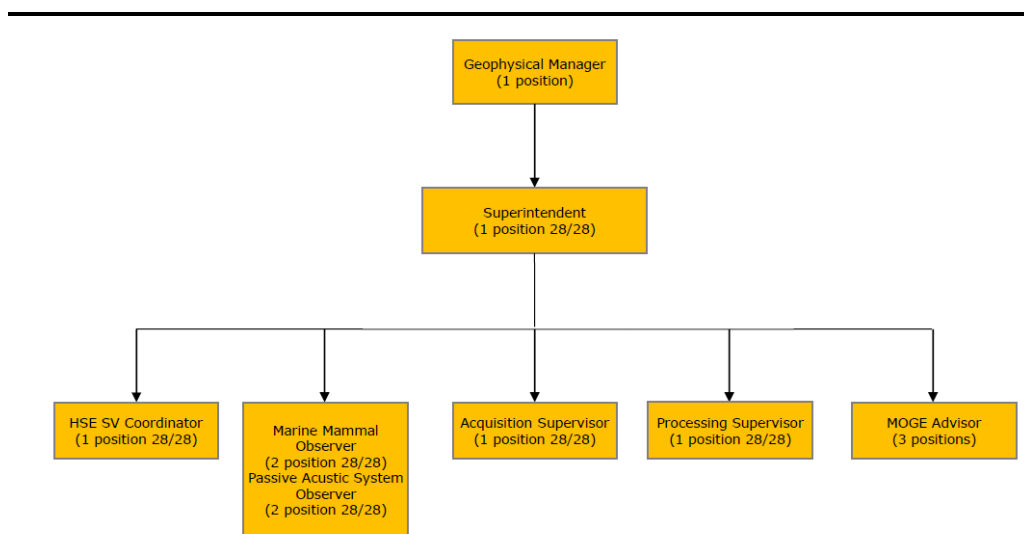 Geophysical Manager
(1 position)
Superintendent
(1 position 28/28)
HSE SV Coordinator
(1 position 28/28)
Marine Mammal
Observer
(2 position 28/28)
Passive Acustic System
Observer
(2 position 28/28)
Acquisition Supervisor
(1 position 28/28)
Processing Supervisor
(1 position 28/28)
MOGE Advisor
(3 positions)